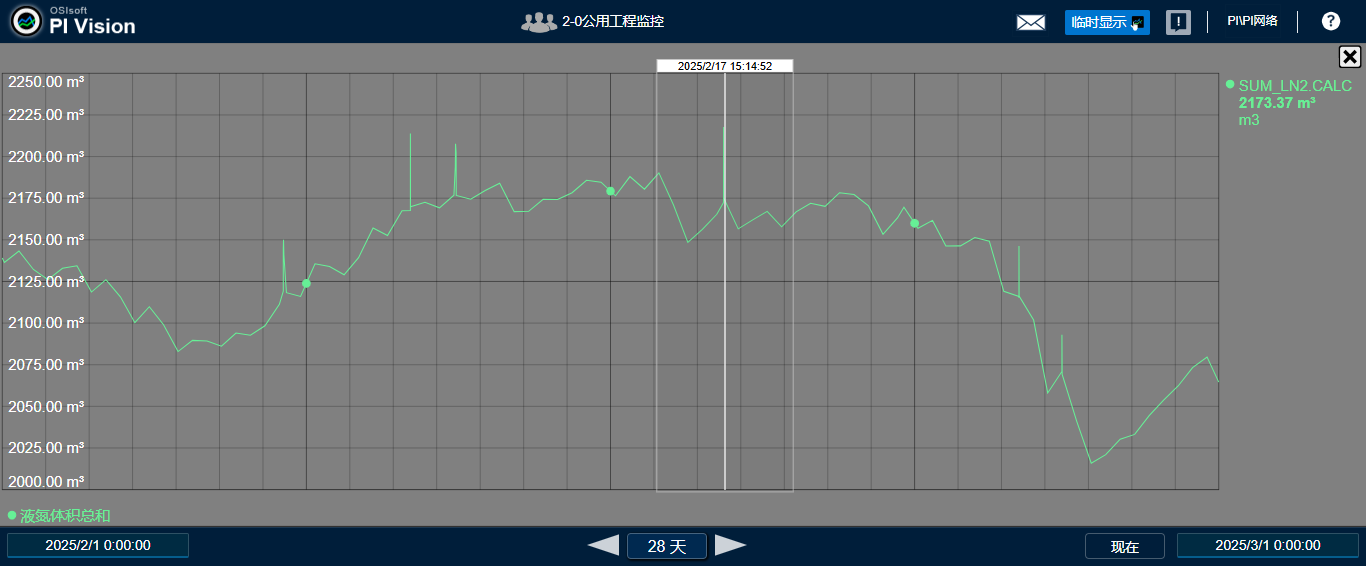 OSIsoft
PI Vision
2-0公用工程监控
临时显示
PI\PI网络
2025/2/17 15:14:52
2250.00 m³
2225.00 m³
2200.00 m³
2175.00 m³
2150.00 m³
2125.00 m³
2100.00 m³
2075.00 m³
2050.00 m³
2025.00 m³
2000.00 m³
SUM_LN2.CALC
2173.37 m³
m3
液氮体积总和
2025/2/1 0:00:00
28 天
现在
2025/3/1 0:00:00